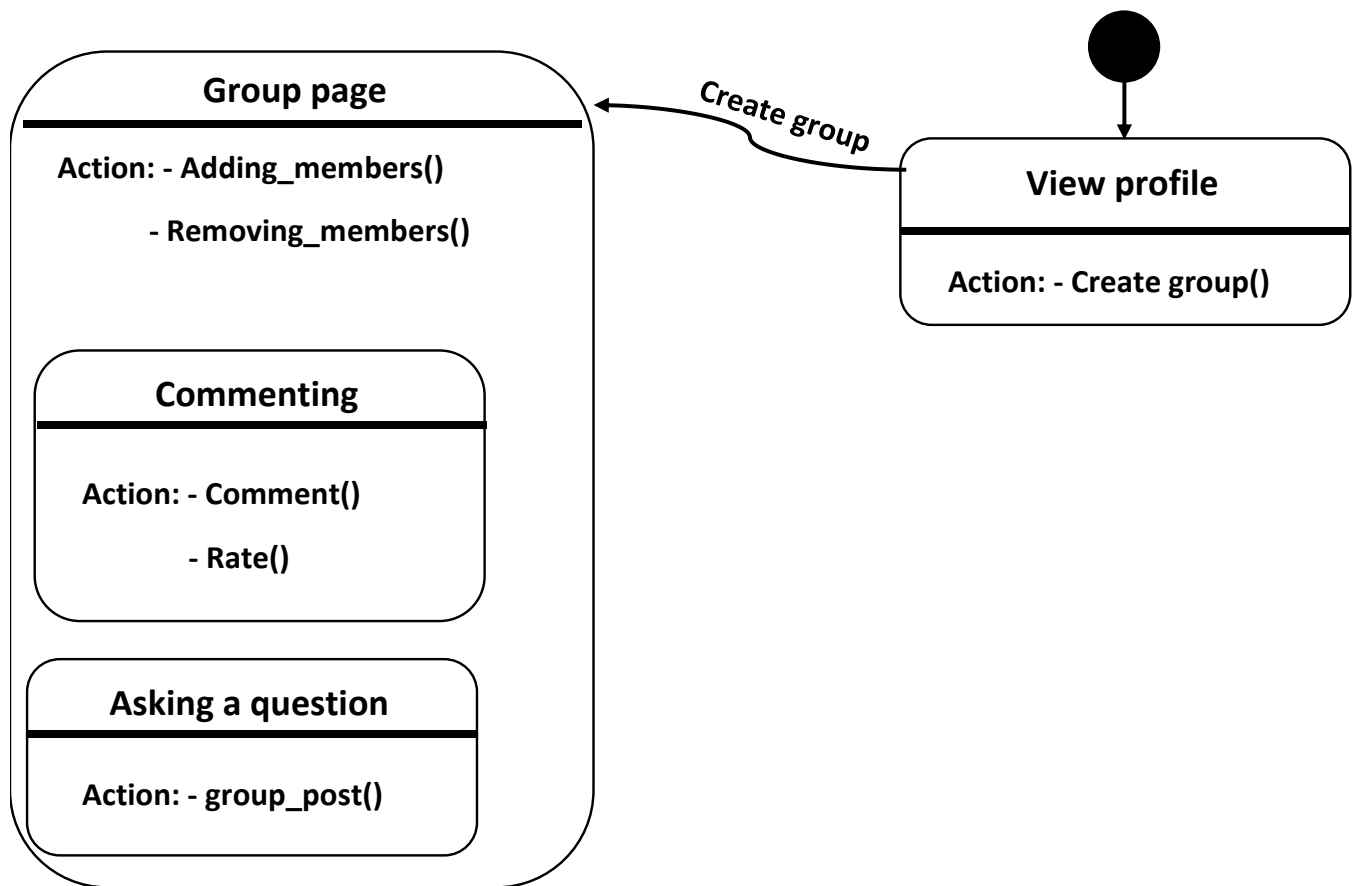 Group page
Action: - Adding_members()
- Removing_members()
Commenting
Action: - Comment()
- Rate()
Asking a question
Action: - group_post()
Create group
View profile
Action: - Create group()